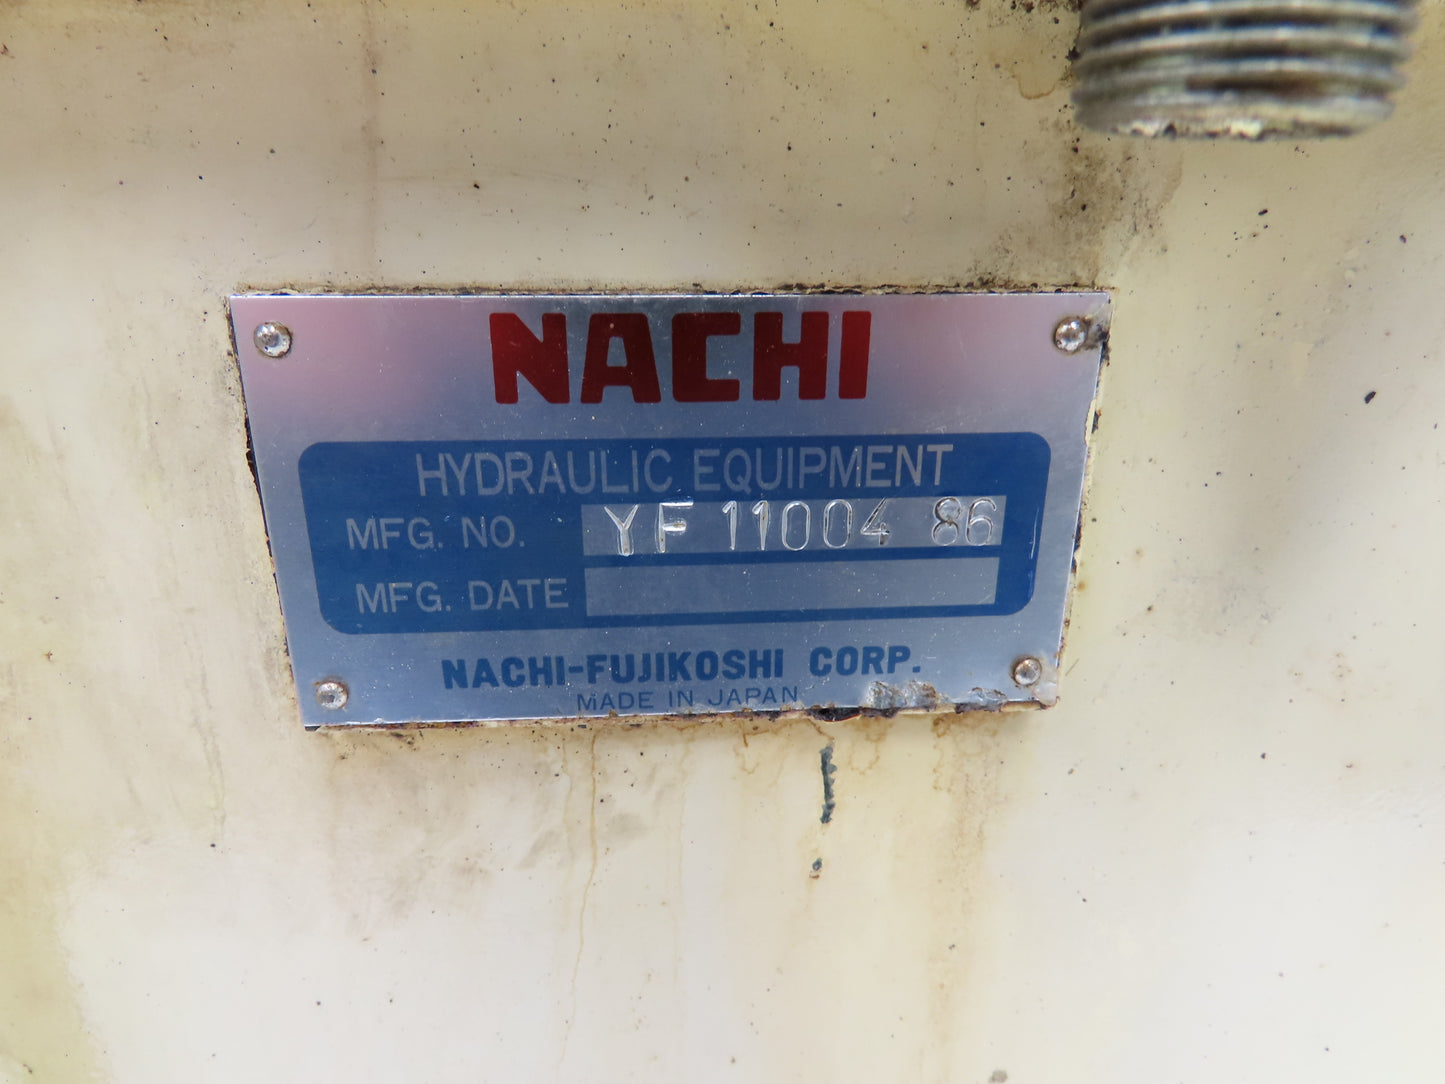 NACHI
HYDRAULIC EQUIPMENT
MFG. NO. YF 11004 86
MFG. DATE
NACHI-FUJIKOSHI CORP.
MADE IN JAPAN